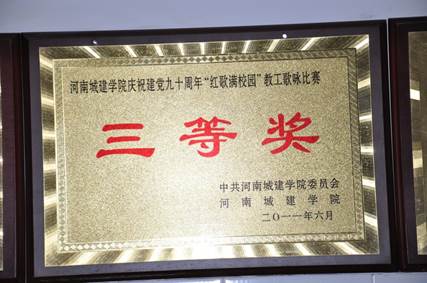 河南城建学院庆祝建党九十周年“红歌满校园”教工歌咏比赛
三等奖
中共河南城建学院委员会
河南城建学院
二〇一一年六月